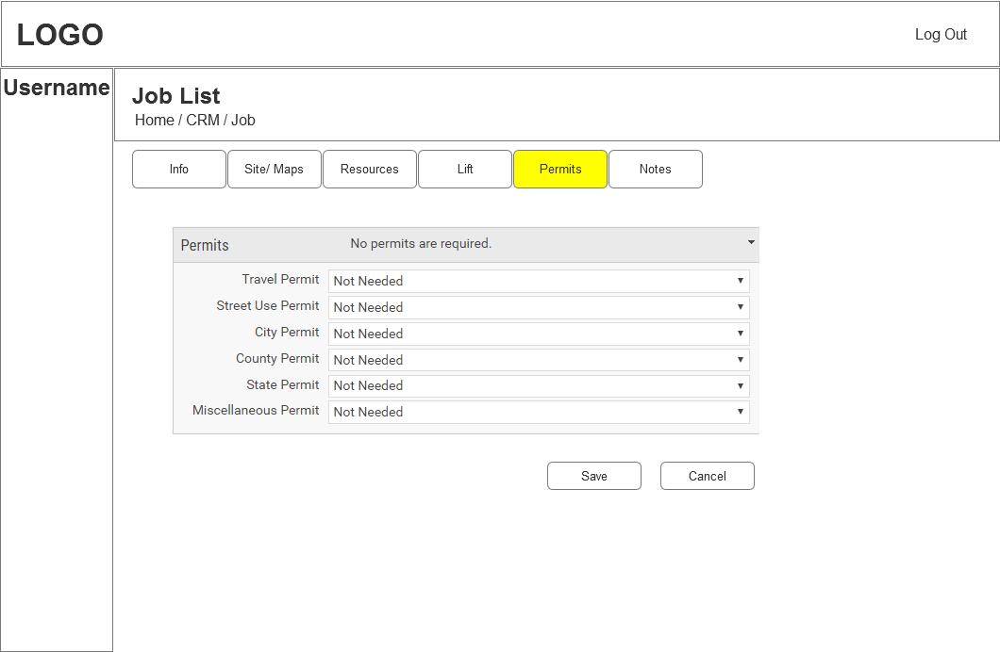 LOGO
Log Out
Username
Job List
Home / CRM / Job
Info
Site/ Maps
Resources
Lift
Permits
Notes
Permits
No permits are required.
Travel Permit Not Needed
Street Use Permit Not Needed
City Permit Not Needed
County Permit Not Needed
State Permit Not Needed
Miscellaneous Permit Not Needed
Save
Cancel